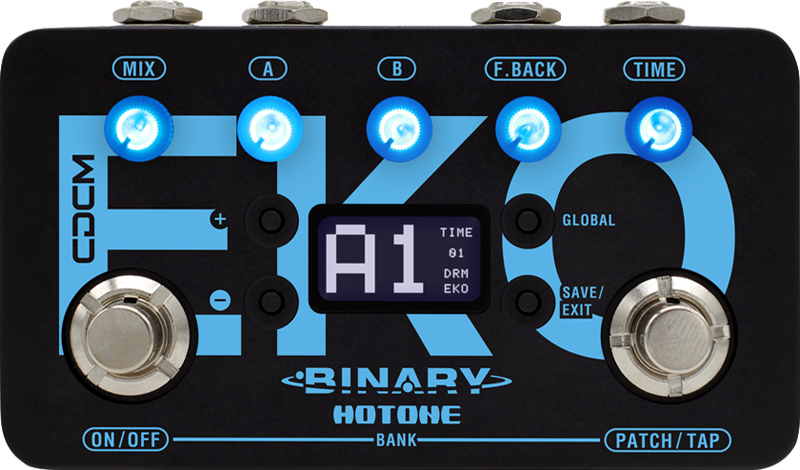 MIX A B F.BACK TIME
EKO
CDCM
+ GLOBAL
A1 TIME
01
DRM
EKO
− SAVE/
EXIT
BINARY
HOTONE
ON/OFF BANK PATCH/TAP